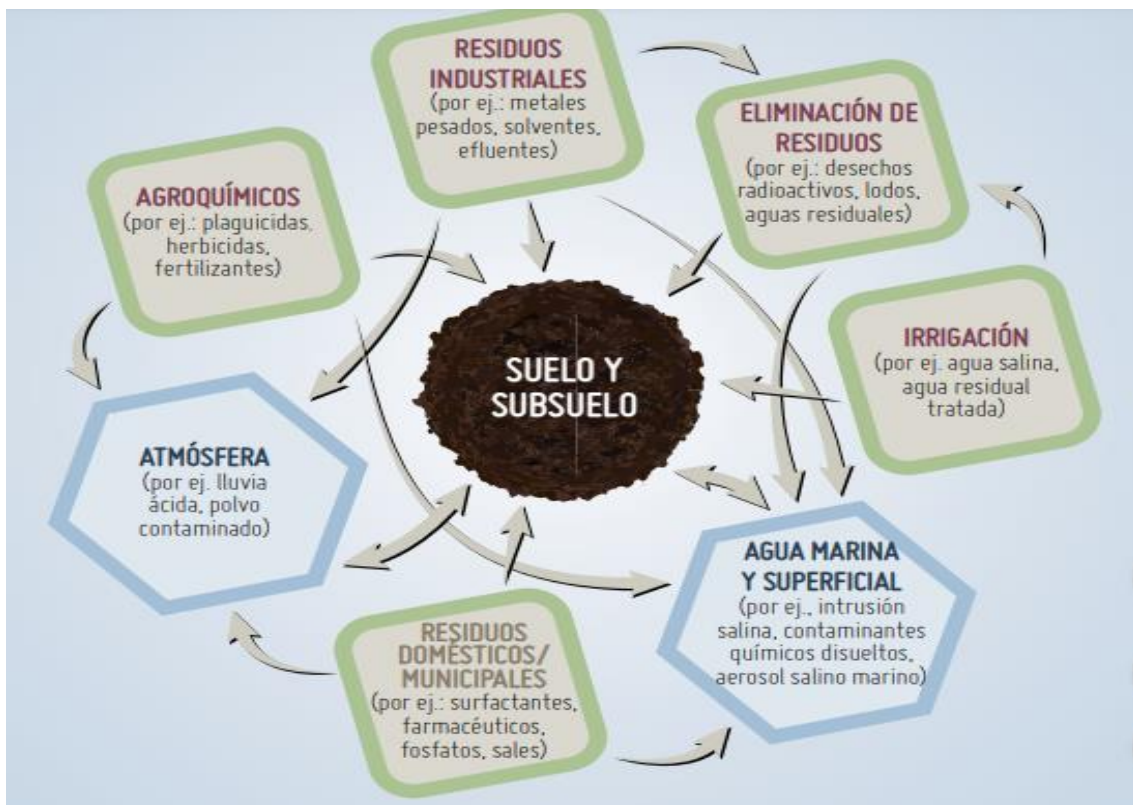 RESIDUOS
INDUSTRIALES
(por ej.: metales
pesados, solventes,
efluentes)
ELIMINACIÓN DE
RESIDUOS
(por ej.: desechos
radioactivos, lodos,
aguas residuales)
AGROQUÍMICOS
(por ej.: plaguicidas,
herbicidas,
fertilizantes)
IRRIGACIÓN
(por ej. agua salina,
agua residual
tratada)
SUELO Y
SUBSUELO
ATMÓSFERA
(por ej. lluvia
ácida, polvo
contaminado)
AGUA MARINA
Y SUPERFICIAL
(por ej., intrusión
salina, contaminantes
químicos disueltos,
aerosol salino marino)
RESIDUOS
DOMÉSTICOS/
MUNICIPALES
(por ej.: surfactantes,
farmacéuticos,
fosfatos, sales)